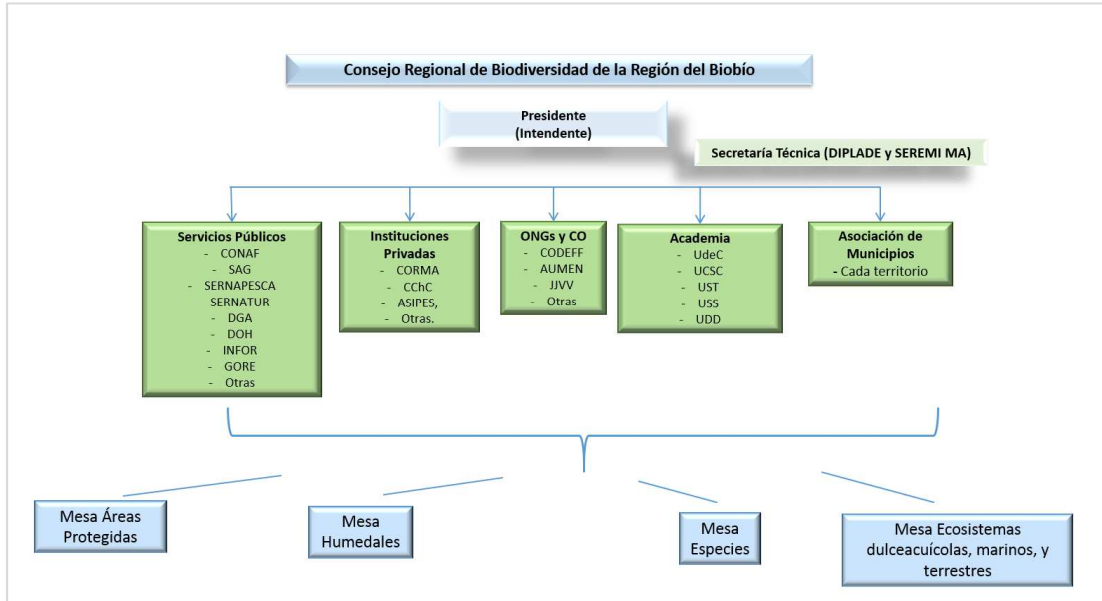 Consejo Regional de Biodiversidad de la Región del Biobío
Presidente
(Intendente)
Secretaría Técnica (DIPLADE y SEREMI MA)
Servicios Públicos
- CONAF
- SAG
- SERNAPESCA
SERNATUR
- DGA
- DOH
- INFOR
- GORE
- Otras
Instituciones
Privadas
- CORMA
- CChC
- ASIPES,
- Otras.
ONGs y CO
- CODEFF
- AUMEN
- JJVV
- Otras
Academia
- UdeC
- UCSC
- UST
- USS
- UDD
Asociación de
Municipios
- Cada territorio
Mesa Áreas
Protegidas
Mesa
Humedales
Mesa
Especies
Mesa Ecosistemas
dulceacuícolas, marinos, y
terrestres